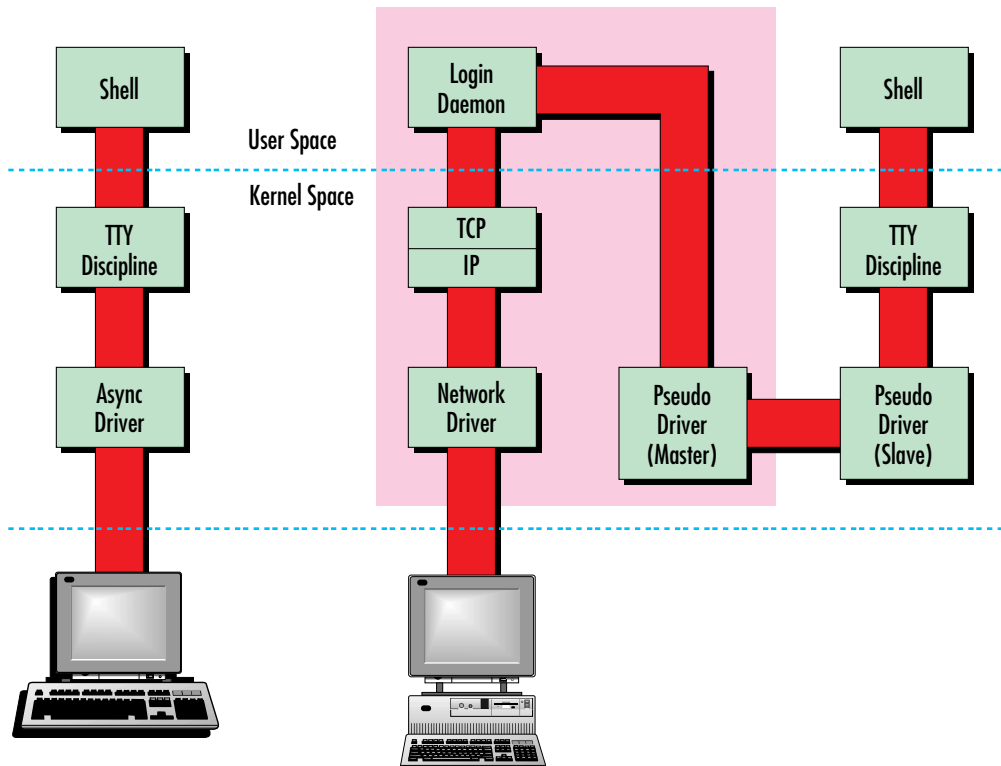 Shell
Login
Daemon
Shell
User Space
Kernel Space
TTY
Discipline
TCP
IP
TTY
Discipline
Async
Driver
Network
Driver
Pseudo
Driver
(Master)
Pseudo
Driver
(Slave)